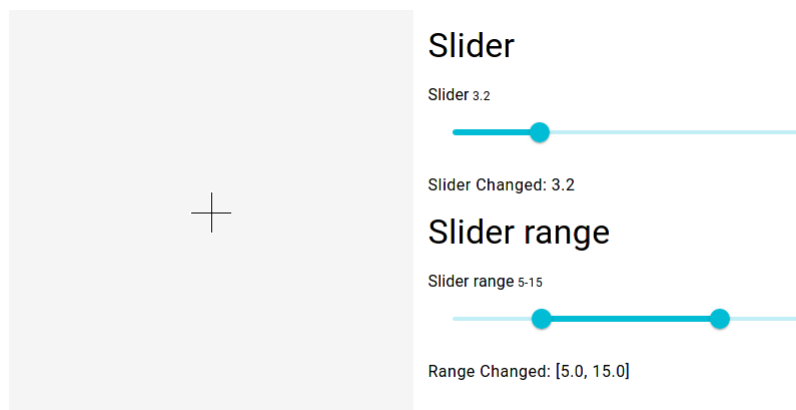 Slider
Slider 3.2
Slider Changed: 3.2
Slider range
Slider range 5-15
Range Changed: [5.0, 15.0]